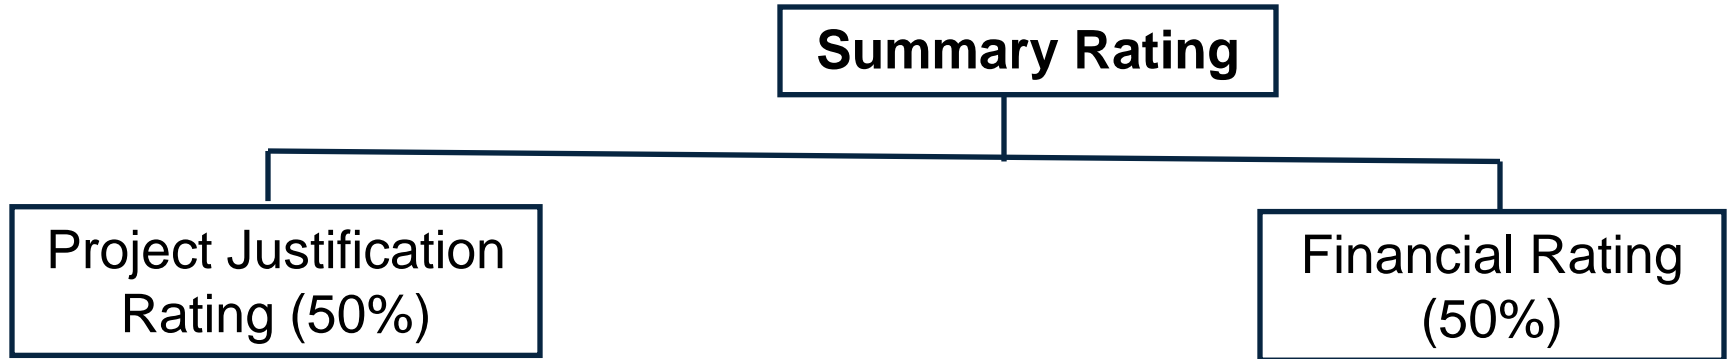 Summary Rating
Project Justification
Rating (50%)
Financial Rating
(50%)